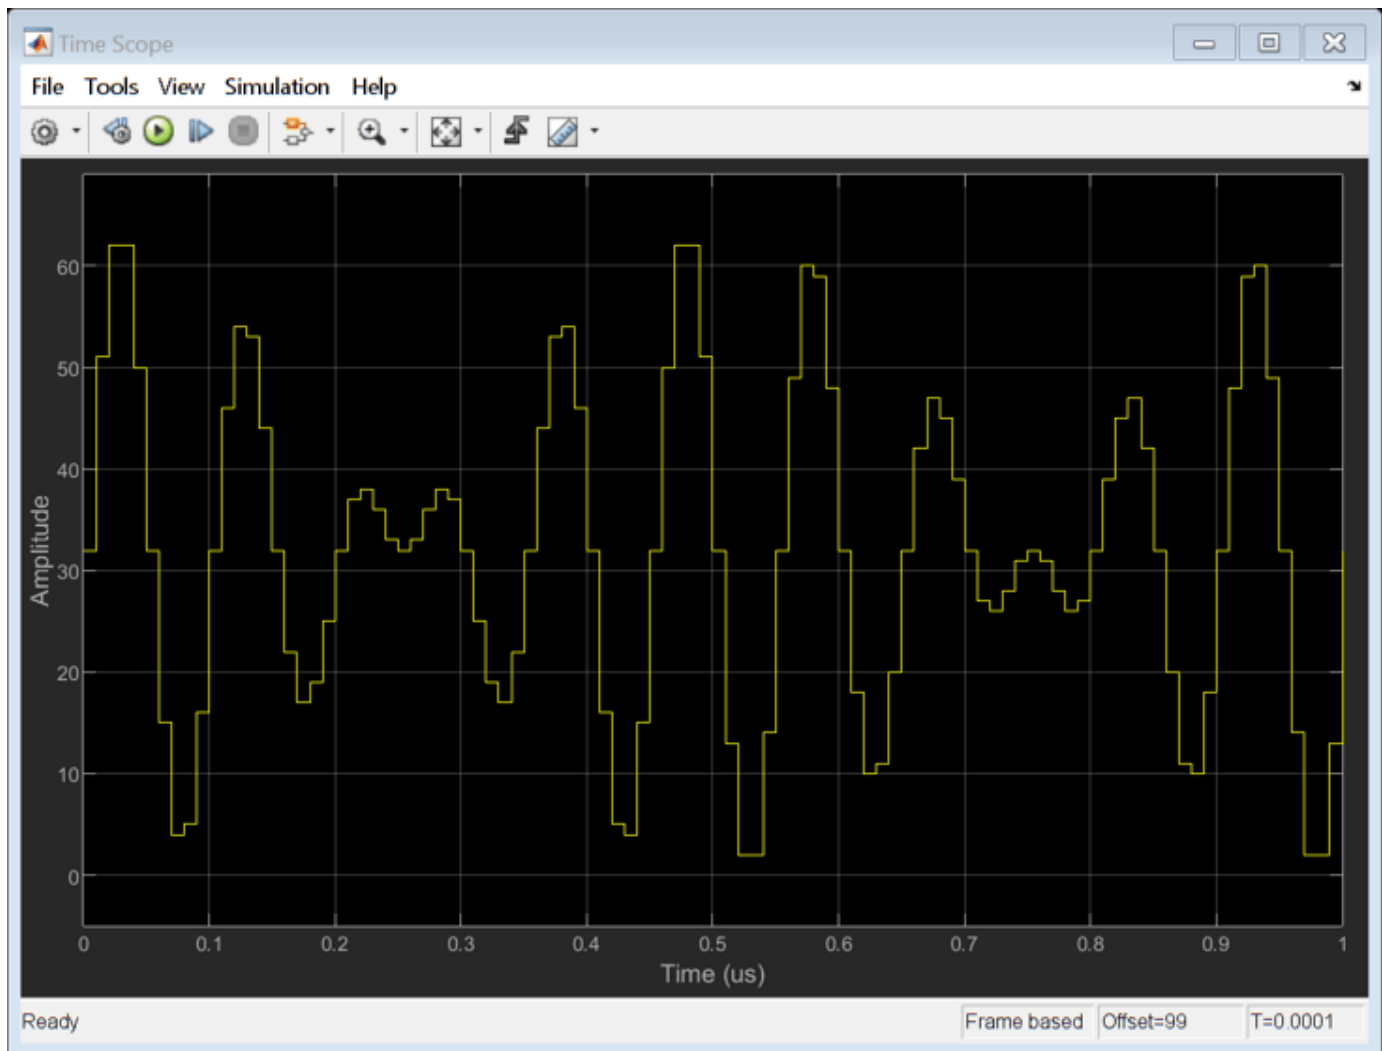 Time Scope
File Tools View Simulation Help
60
50
40
30
20
10
0
Amplitude
0 0.1 0.2 0.3 0.4 0.5 0.6 0.7 0.8 0.9 1
Time (us)
Ready Frame based Offset=99 T=0.0001